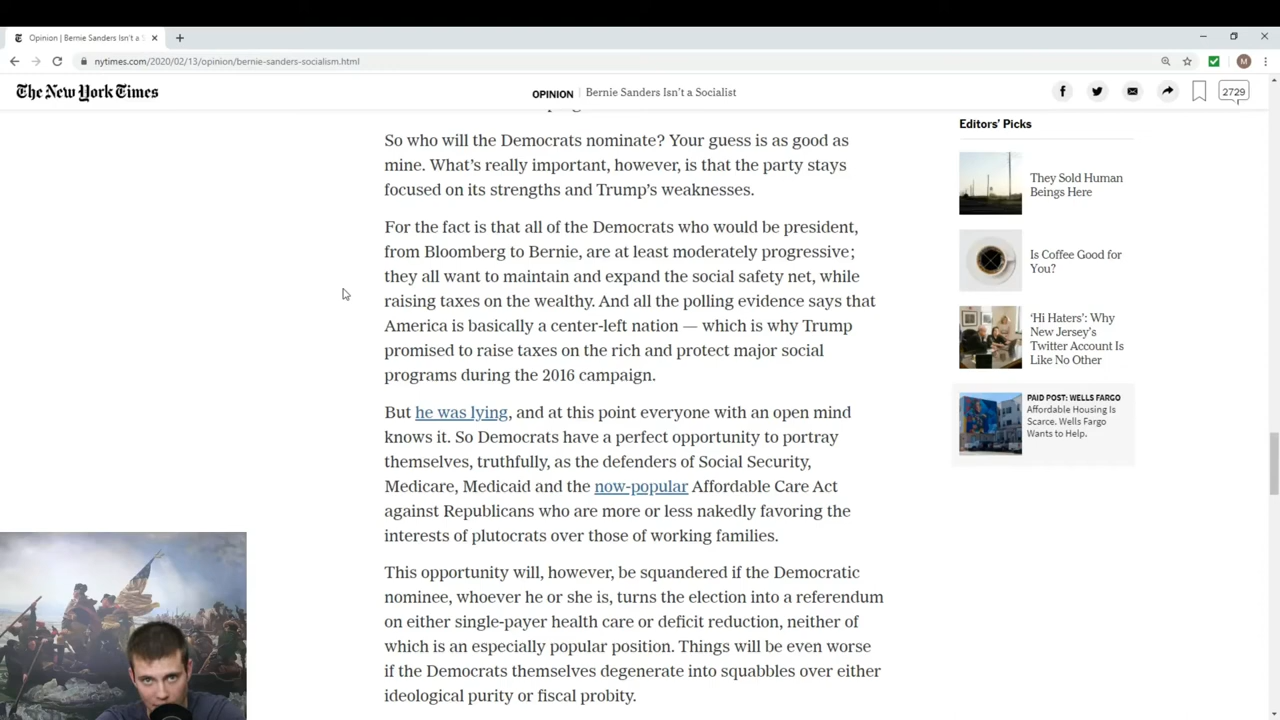 Opinion | Bernie Sanders Isn't a S
nytimes.com/2020/02/13/opinion/bernie-sanders-socialism.html
M
The New York Times
OPINION | Bernie Sanders Isn't a Socialist
2729
So who will the Democrats nominate? Your guess is as good as
mine. What's really important, however, is that the party stays
focused on its strengths and Trump's weaknesses.
For the fact is that all of the Democrats who would be president,
from Bloomberg to Bernie, are at least moderately progressive;
they all want to maintain and expand the social safety net, while
raising taxes on the wealthy. And all the polling evidence says that
America is basically a center-left nation — which is why Trump
promised to raise taxes on the rich and protect major social
programs during the 2016 campaign.
But he was lying, and at this point everyone with an open mind
knows it. So Democrats have a perfect opportunity to portray
themselves, truthfully, as the defenders of Social Security,
Medicare, Medicaid and the now-popular Affordable Care Act
against Republicans who are more or less nakedly favoring the
interests of plutocrats over those of working families.
This opportunity will, however, be squandered if the Democratic
nominee, whoever he or she is, turns the election into a referendum
on either single-payer health care or deficit reduction, neither of
which is an especially popular position. Things will be even worse
if the Democrats themselves degenerate into squabbles over either
ideological purity or fiscal probity.
Editors' Picks
They Sold Human
Beings Here
Is Coffee Good for
You?
'Hi Haters': Why
New Jersey's
Twitter Account Is
Like No Other
PAID POST: WELLS FARGO
Affordable Housing Is
Scarce. Wells Fargo
Wants to Help.